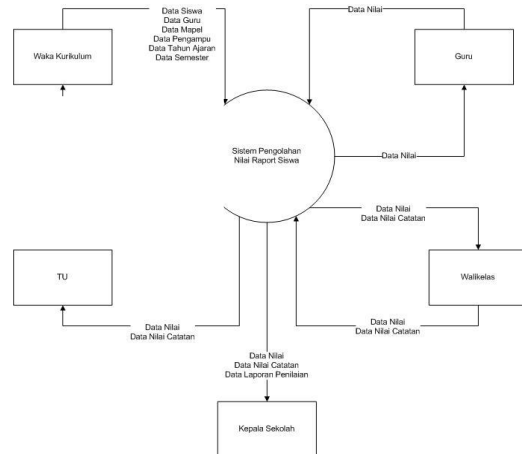 Data Siswa
Data Guru
Data Mapel
Data Pengampu
Data Tahun Ajaran
Data Semester
Data Nilai
Waka Kurikulum
Guru
Sistem Pengolahan
Nilai Raport Siswa
Data Nilai
Data Nilai
Data Nilai Catatan
TU
Walikelas
Data Nilai
Data Nilai Catatan
Data Nilai
Data Nilai Catatan
Data Nilai
Data Nilai Catatan
Data Laporan Penilaian
Kepala Sekolah